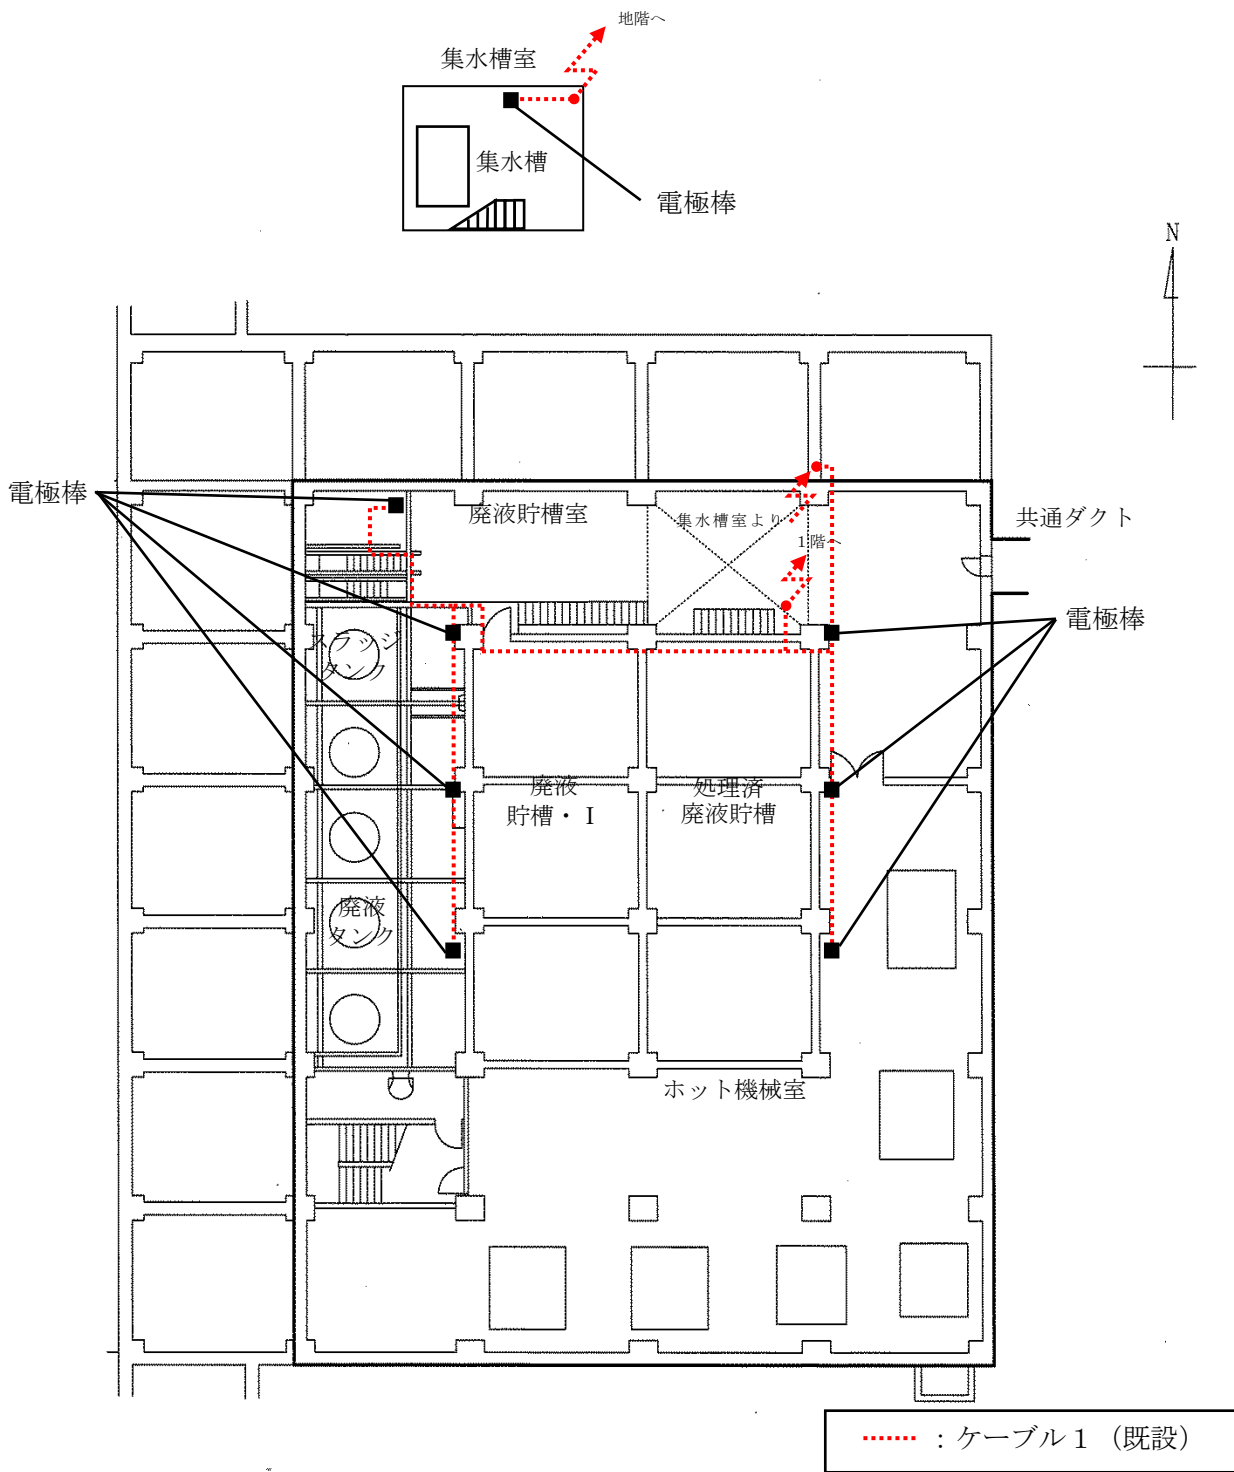 地階へ
集水槽室
集水槽
電極棒
N
電極棒
廃液貯槽室
集水槽室より
1階へ
共通ダクト
電極棒
スラッジ
タンク
廃液
貯槽・Ⅰ
処理済
廃液貯槽
廃液
タンク
ホット機械室
：ケーブル１（既設）